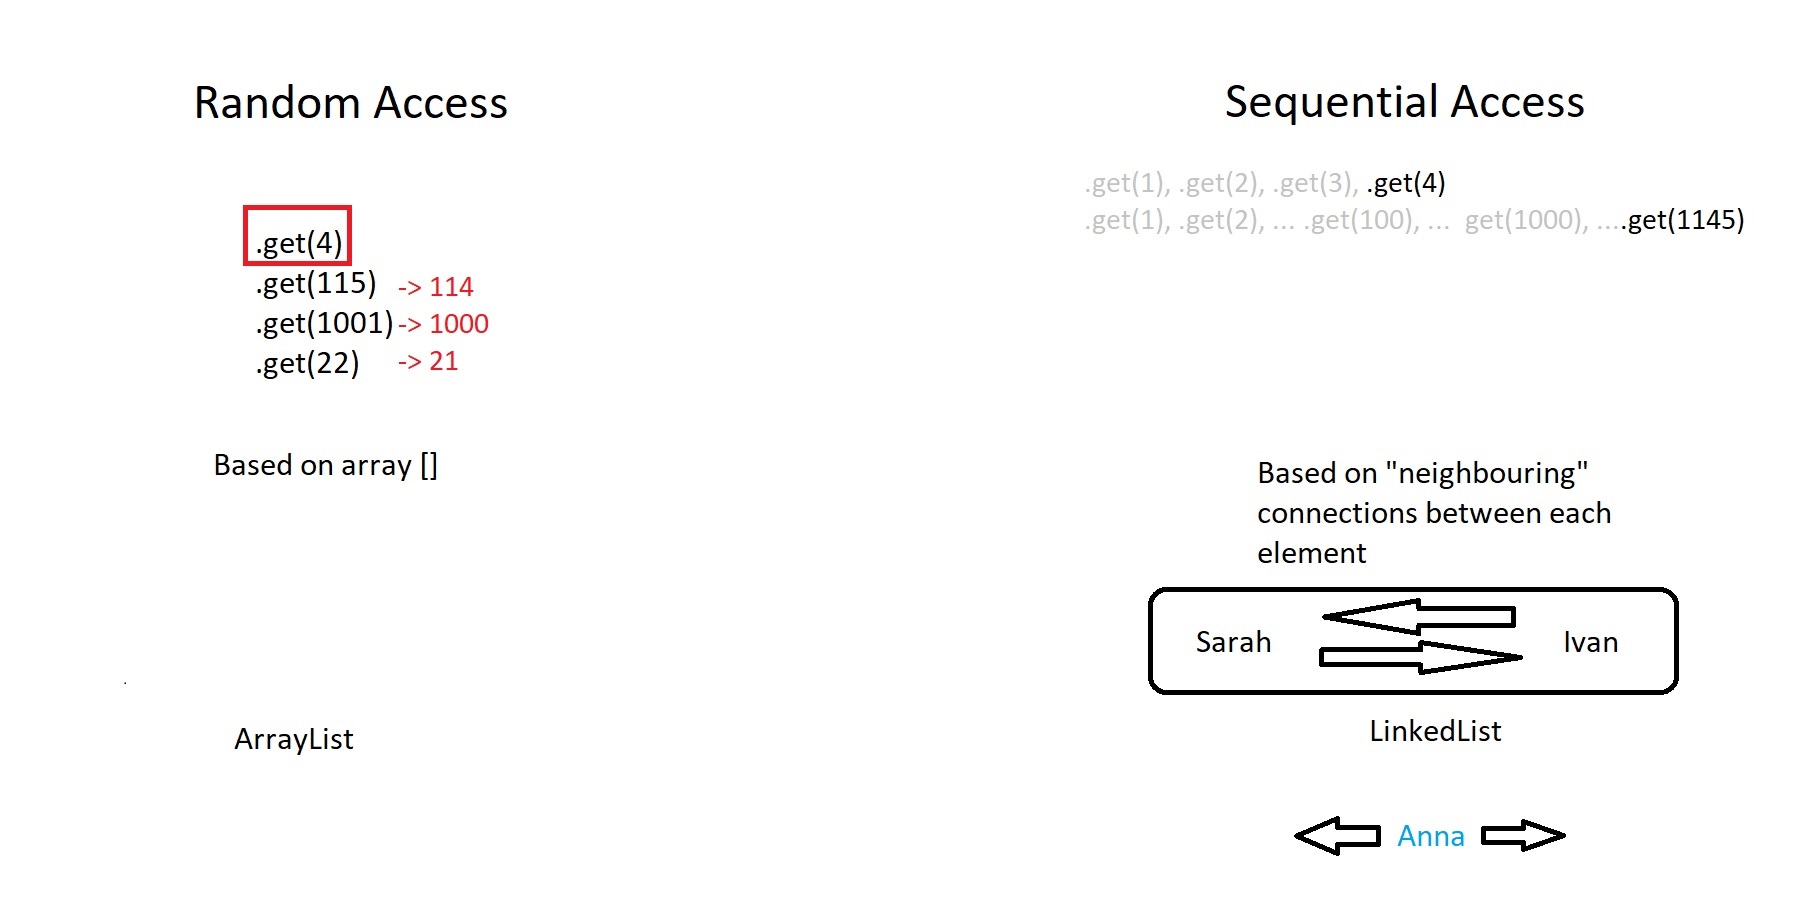 Random Access
.get(4)
.get(115) -> 114
.get(1001) -> 1000
.get(22) -> 21
Based on array []
ArrayList
Sequential Access
.get(1), .get(2), .get(3), .get(4)
.get(1), .get(2), ... .get(100), ... get(1000), ....get(1145)
Based on "neighbouring"
connections between each
element
Sarah Ivan
LinkedList
Anna